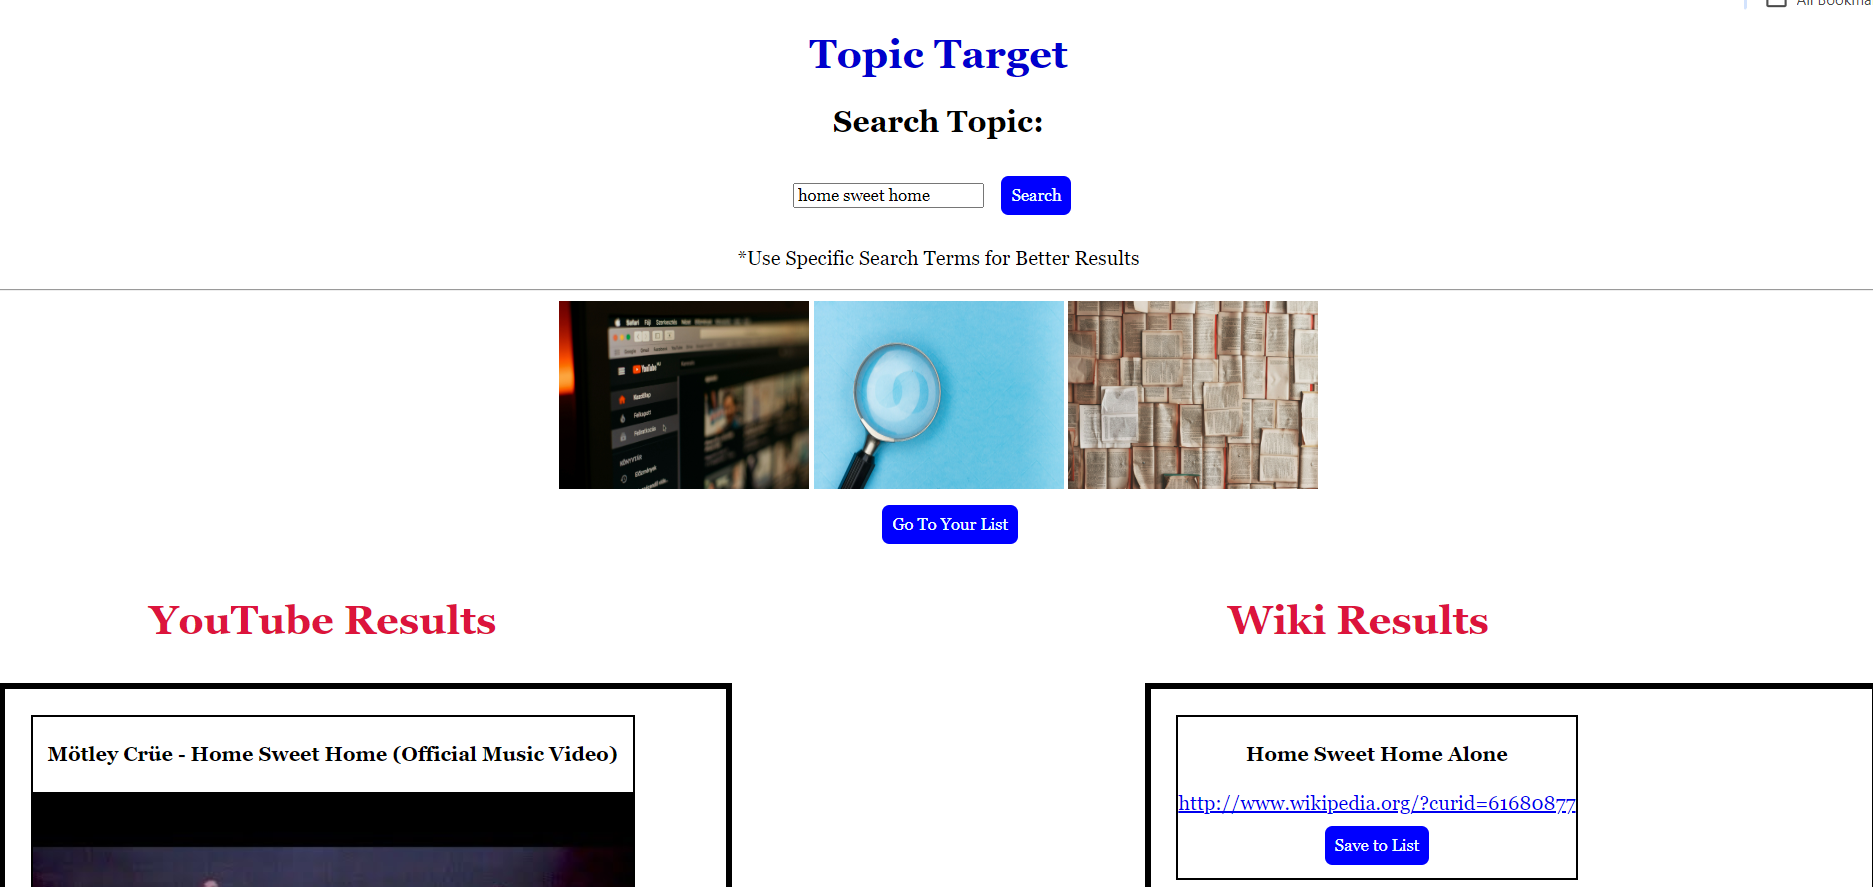 All Bookma
Topic Target
Search Topic:
home sweet home
Search
*Use Specific Search Terms for Better Results
YouTube
Go To Your List
YouTube Results
Wiki Results
Mötley Crüe - Home Sweet Home (Official Music Video)
Home Sweet Home Alone
http://www.wikipedia.org/?curid=61680877
Save to List